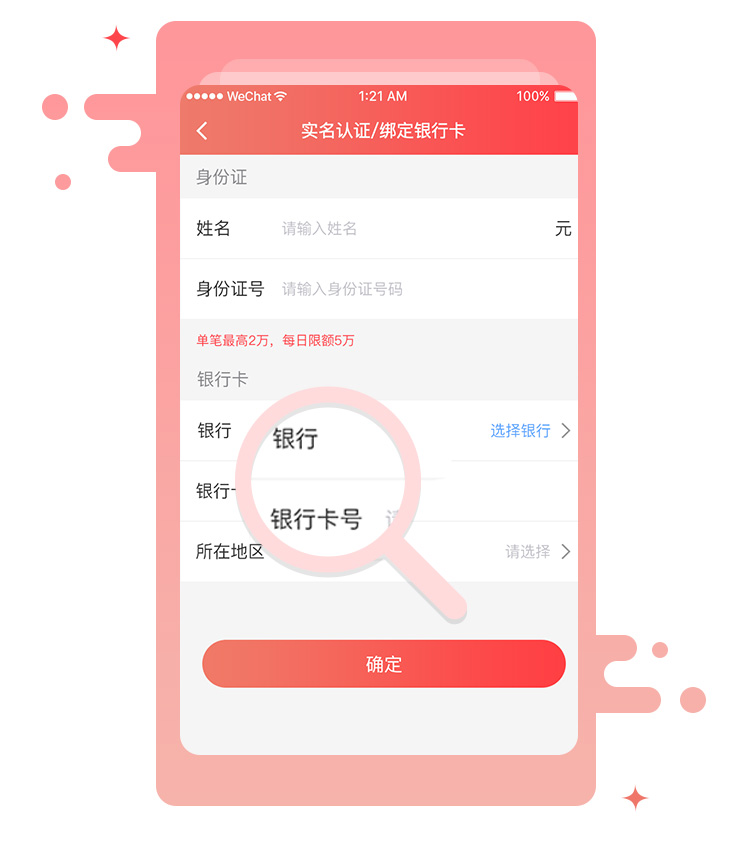 WeChat 1:21 AM 100%
实名认证/绑定银行卡
身份证
姓名 请输入姓名 元
身份证号 请输入身份证号码
单笔最高2万，每日限额5万
银行卡
银行 银行 选择银行
银行
银行卡号 请
所在地区 请选择
确定